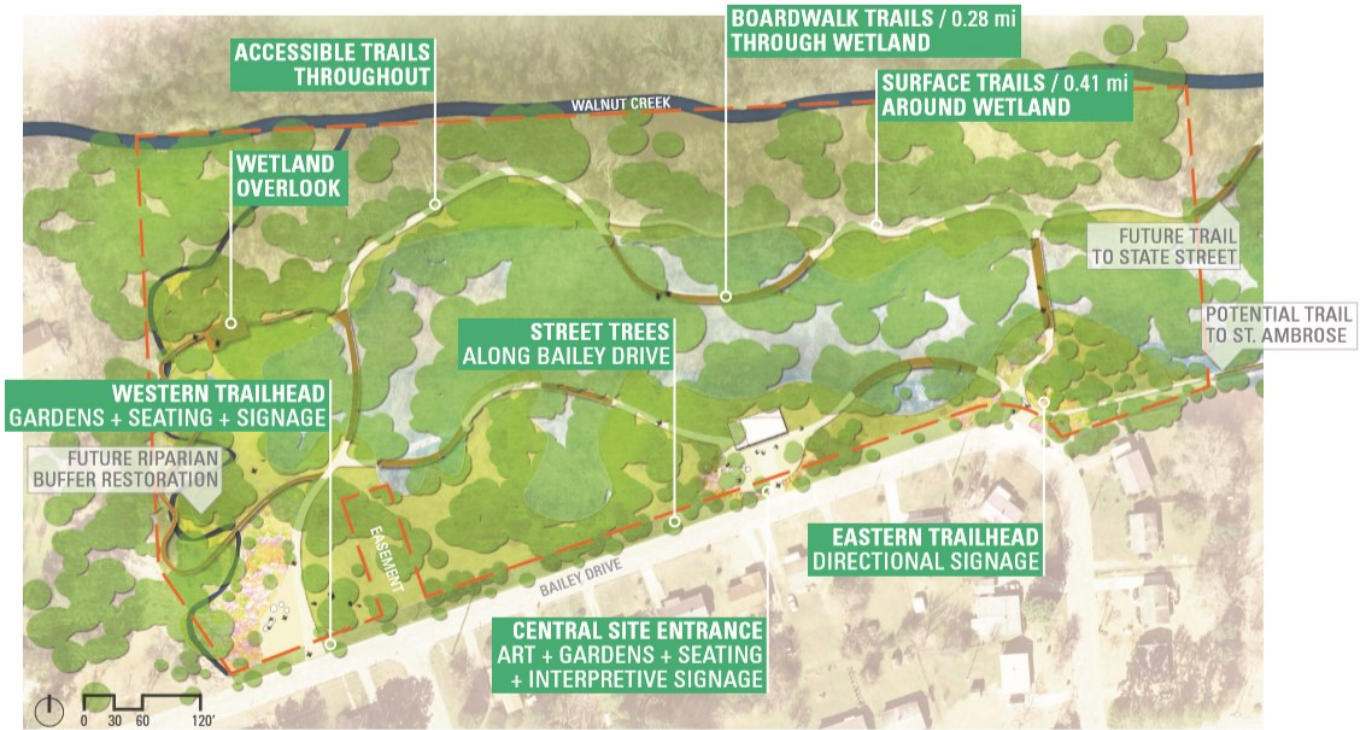 BOARDWALK TRAILS / 0.28 mi
THROUGH WETLAND
ACCESSIBLE TRAILS
THROUGHOUT
SURFACE TRAILS / 0.41 mi
AROUND WETLAND
WALNUT CREEK
WETLAND
OVERLOOK
FUTURE TRAIL
TO STATE STREET
POTENTIAL TRAIL
TO ST. AMBROSE
STREET TREES
ALONG BAILEY DRIVE
WESTERN TRAILHEAD
GARDENS + SEATING + SIGNAGE
FUTURE RIPARIAN
BUFFER RESTORATION
EASEMENT
BAILEY DRIVE
EASTERN TRAILHEAD
DIRECTIONAL SIGNAGE
CENTRAL SITE ENTRANCE
ART + GARDENS + SEATING
+ INTERPRETIVE SIGNAGE
0 30 60 120'